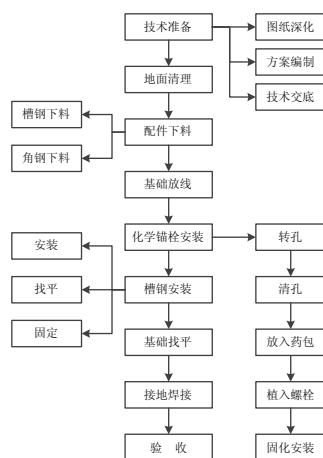 技术准备
图纸深化
方案编制
技术交底
地面清理
槽钢下料
角钢下料
配件下料
基础放线
化学锚栓安装
转孔
安装
找平
固定
槽钢安装
清孔
基础找平
放入药包
接地焊接
植入螺栓
验 收
固化安装